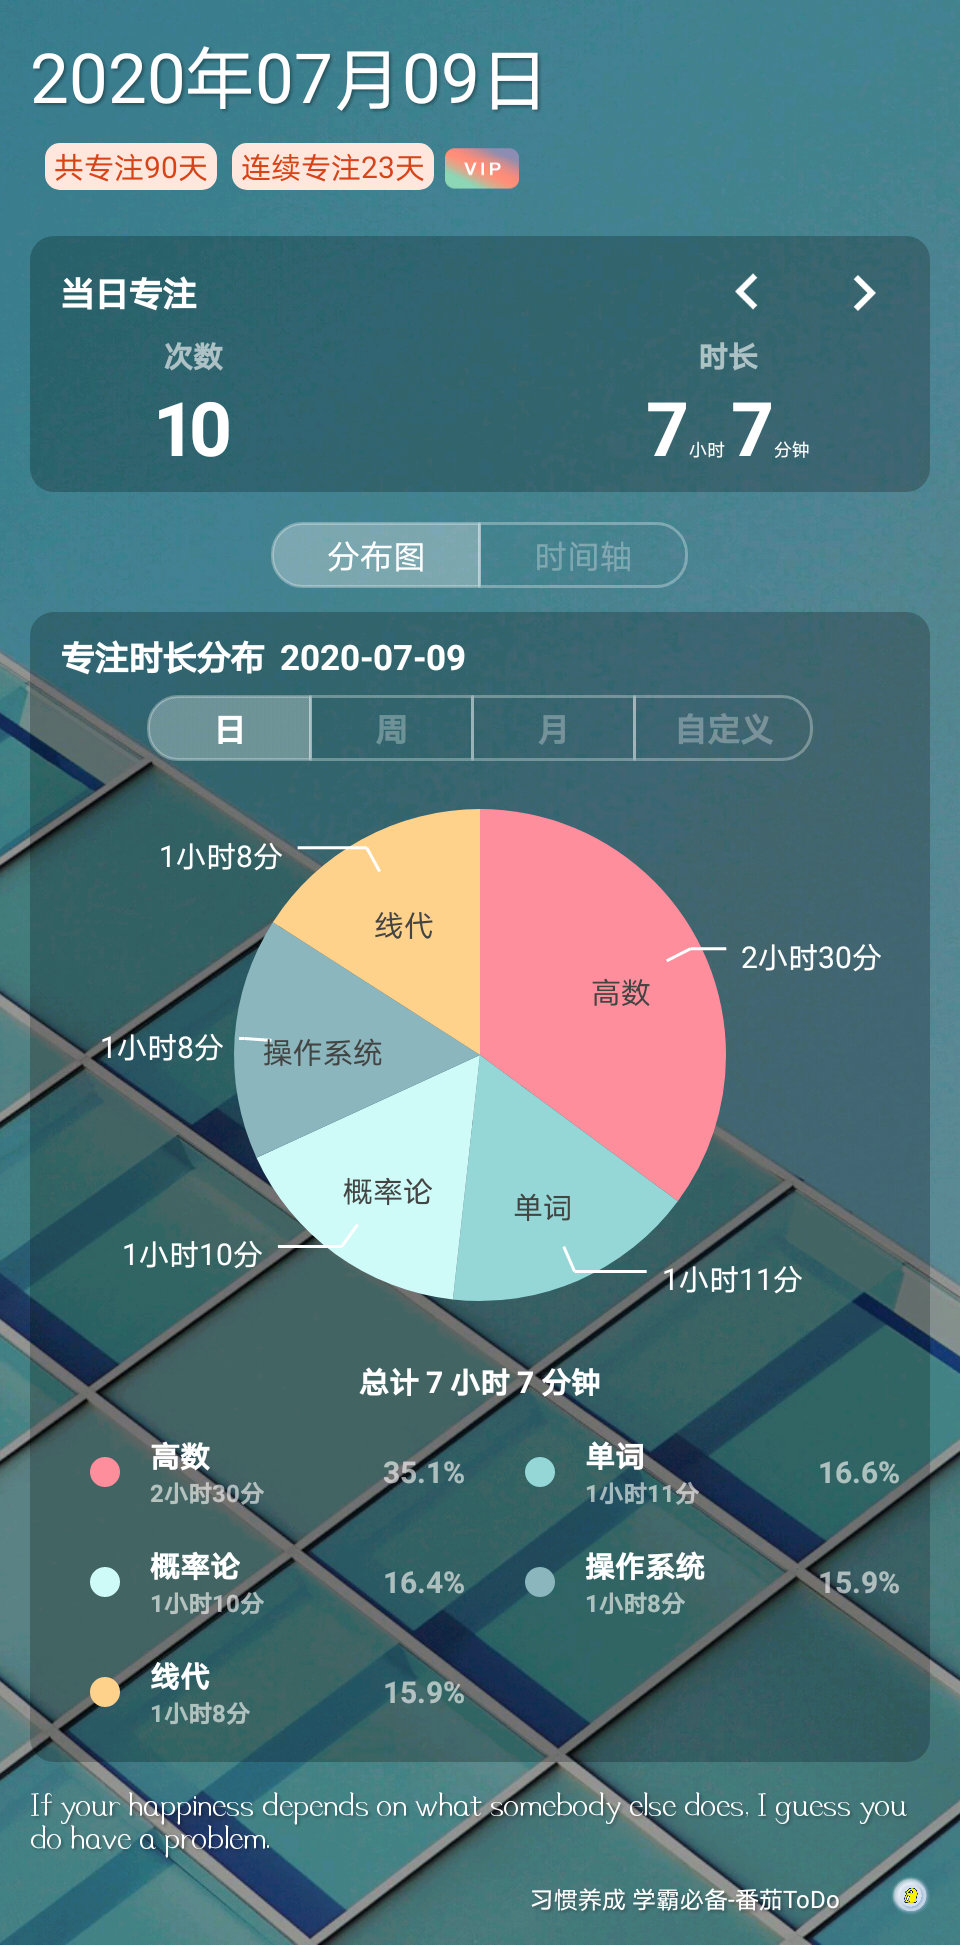 2020年07月09日
共专注90天 连续专注23天 VIP
当日专注
次数 时长
10 7小时7分钟
分布图 时间轴
专注时长分布 2020-07-09
日 周 月 自定义
1小时8分
线代
2小时30分
高数
1小时8分 操作系统
概率论
单词
1小时10分
1小时11分
总计 7 小时 7 分钟
高数 35.1% 单词 16.6%
2小时30分 1小时11分
概率论 16.4% 操作系统 15.9%
1小时10分 1小时8分
线代 15.9%
1小时8分
If your happiness depends on what somebody else does, I guess you
do have a problem.
习惯养成 学霸必备-番茄ToDo